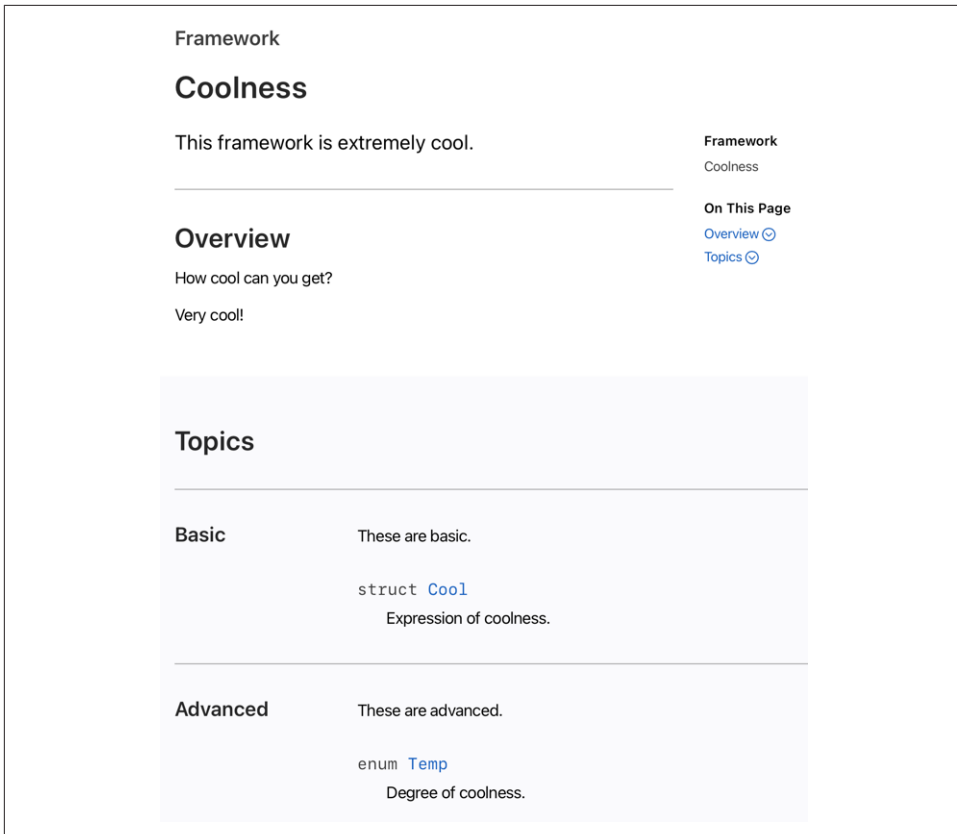 Framework
Coolness
This framework is extremely cool.
Framework
Coolness
On This Page
Overview
Topics
Overview
How cool can you get?
Very cool!
Topics
Basic
These are basic.
struct Cool
Expression of coolness.
Advanced
These are advanced.
enum Temp
Degree of coolness.